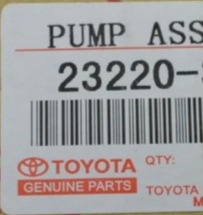 PUMP ASS
23220-
TOYOTA QTY:
GENUINE PARTS TOYOTA
M